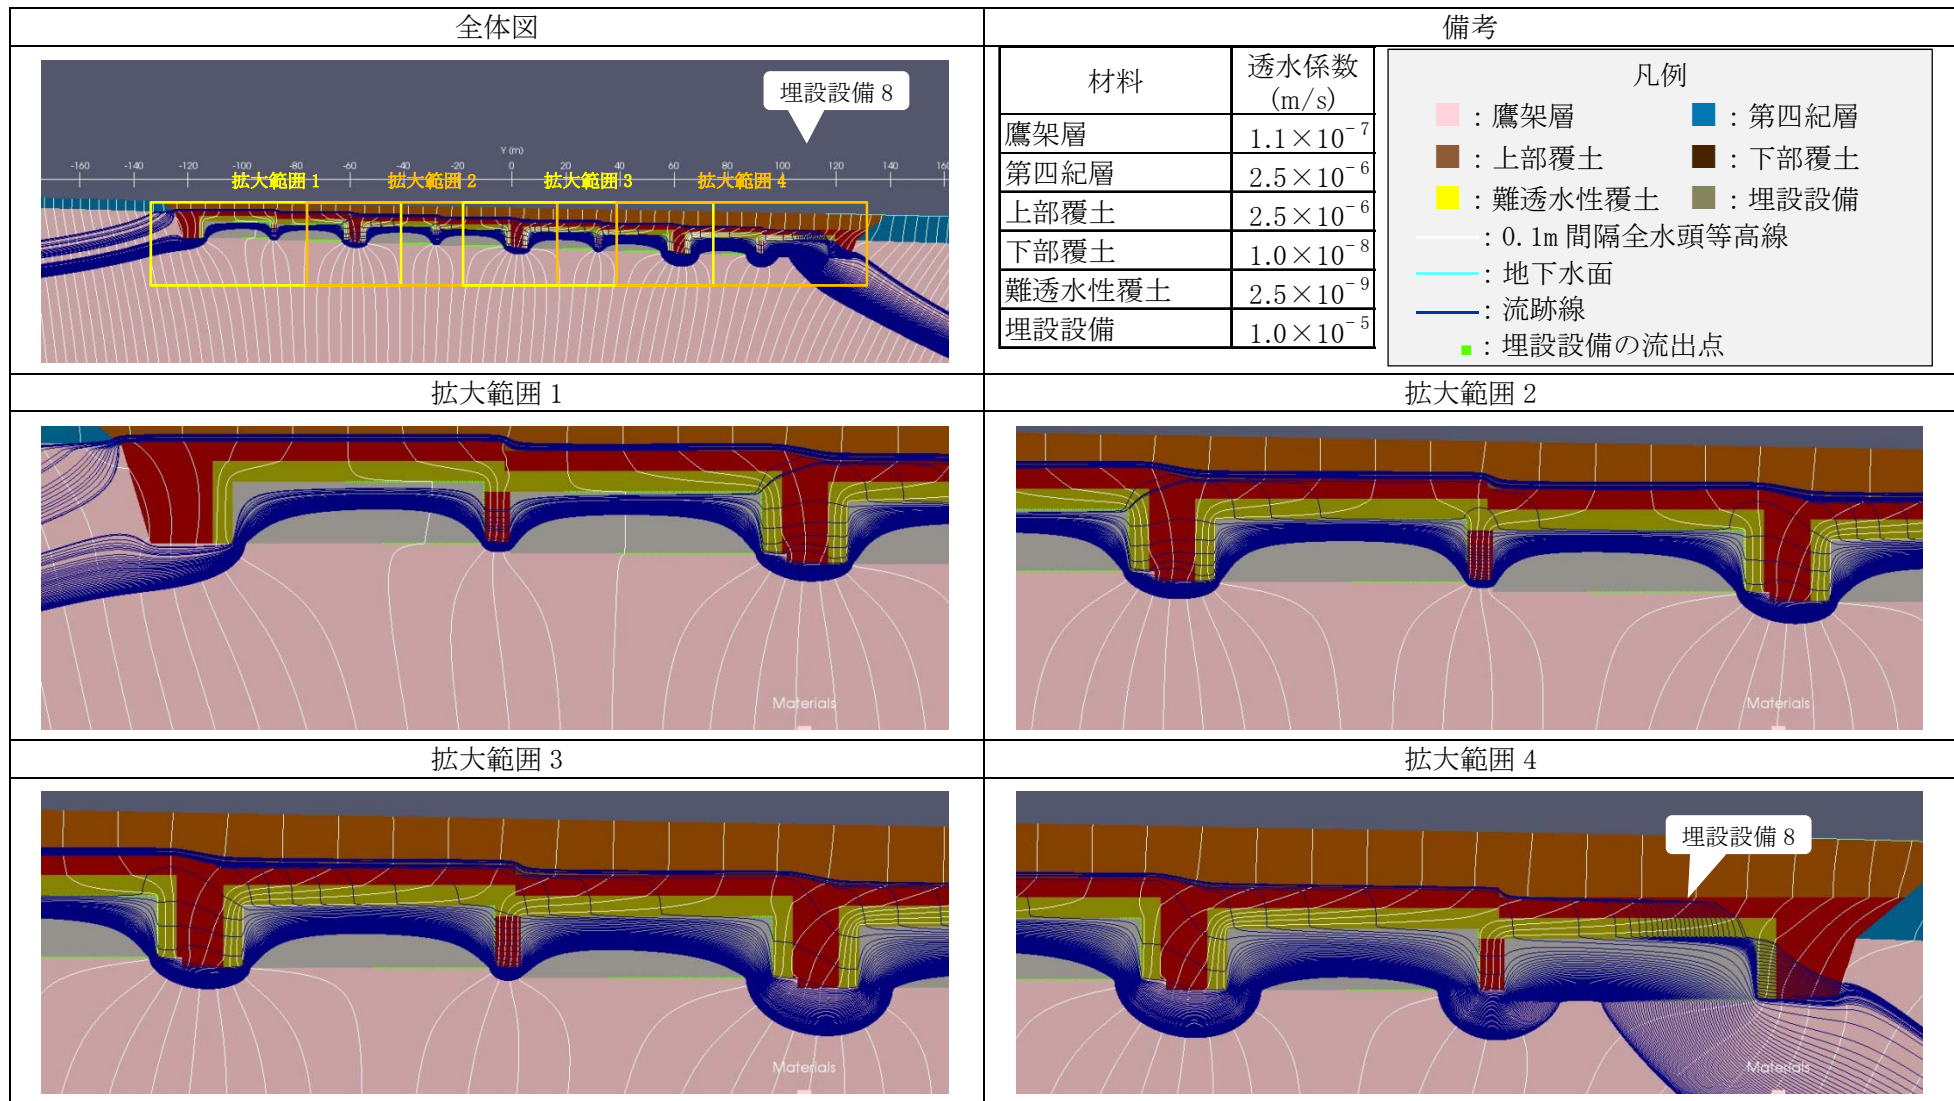 全体図
備考
埋設設備 8
Y (m)
-160 -140 -120 -100 -80 -60 -40 -20 0 20 40 60 80 100 120 140 160
拡大範囲 1
拡大範囲 2
拡大範囲 3
拡大範囲 4
材料 透水係数 (m/s)
鷹架層 1.1×10⁻⁷
第四紀層 2.5×10⁻⁶
上部覆土 2.5×10⁻⁶
下部覆土 1.0×10⁻⁸
難透水性覆土 2.5×10⁻⁹
埋設設備 1.0×10⁻⁵
凡例
：鷹架層 ：第四紀層
：上部覆土 ：下部覆土
：難透水性覆土 ：埋設設備
：0.1m 間隔全水頭等高線
：地下水面
：流跡線
：埋設設備の流出点
拡大範囲 1
拡大範囲 2
Materials
Materials
拡大範囲 3
拡大範囲 4
埋設設備 8
Materials
Materials